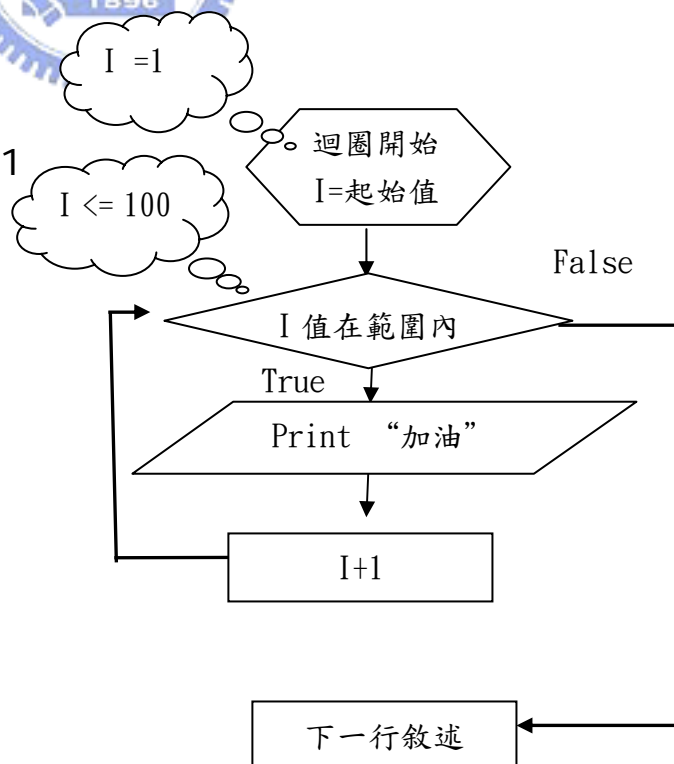 1896
I =1
迴圈開始
I=起始值
1
I <= 100
False
I 值在範圍內
True
Print “加油”
I+1
下一行敘述